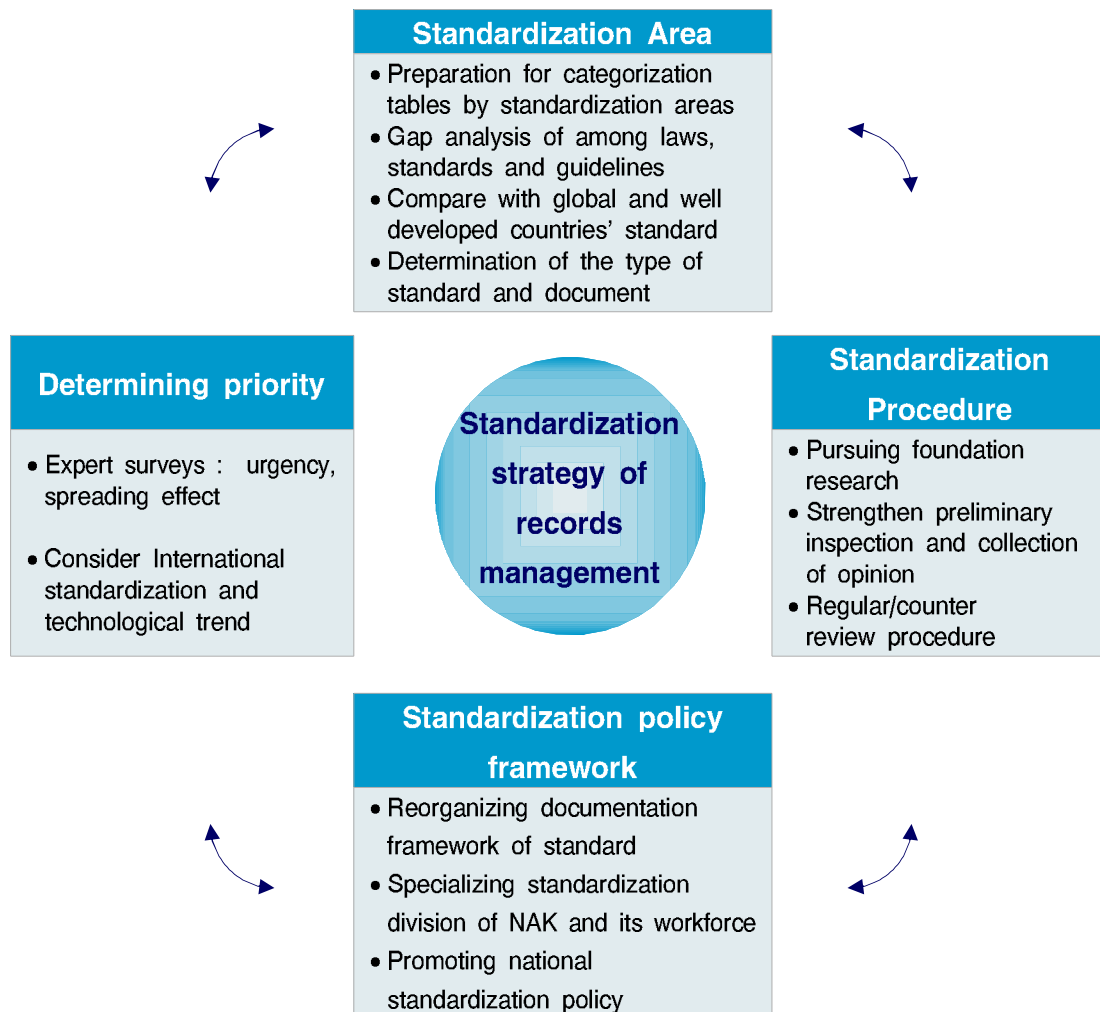 Standardization Area
• Preparation for categorization
tables by standardization areas
• Gap analysis of among laws,
standards and guidelines
• Compare with global and well
developed countries’ standard
• Determination of the type of
standard and document
Determining priority
• Expert surveys : urgency,
spreading effect
• Consider International
standardization and
technological trend
Standardization
strategy of
records
management
Standardization
Procedure
• Pursuing foundation
research
• Strengthen preliminary
inspection and collection
of opinion
• Regular/counter
review procedure
Standardization policy
framework
• Reorganizing documentation
framework of standard
• Specializing standardization
division of NAK and its workforce
• Promoting national
standardization policy